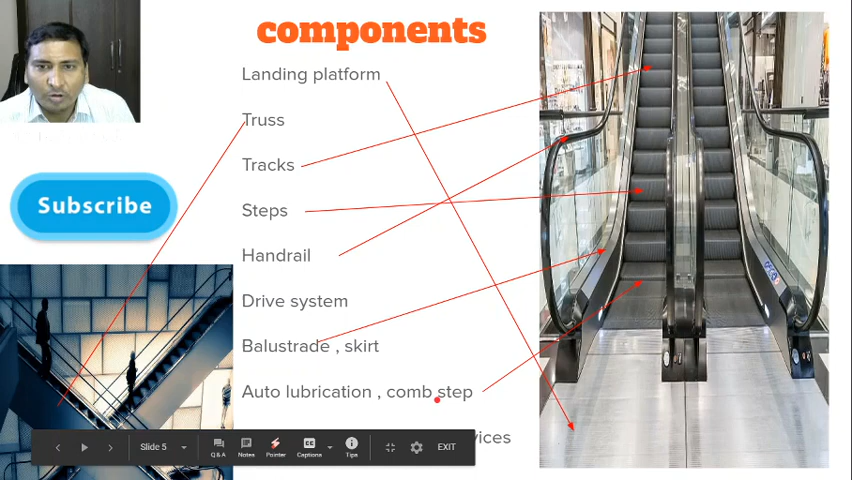 components
Landing platform
Truss
Tracks
Steps
Subscribe
Handrail
Drive system
Balustrade , skirt
Auto lubrication , comb step
Slide 5
Q & A
Notes
Pointer
Captions
Tips
EXIT